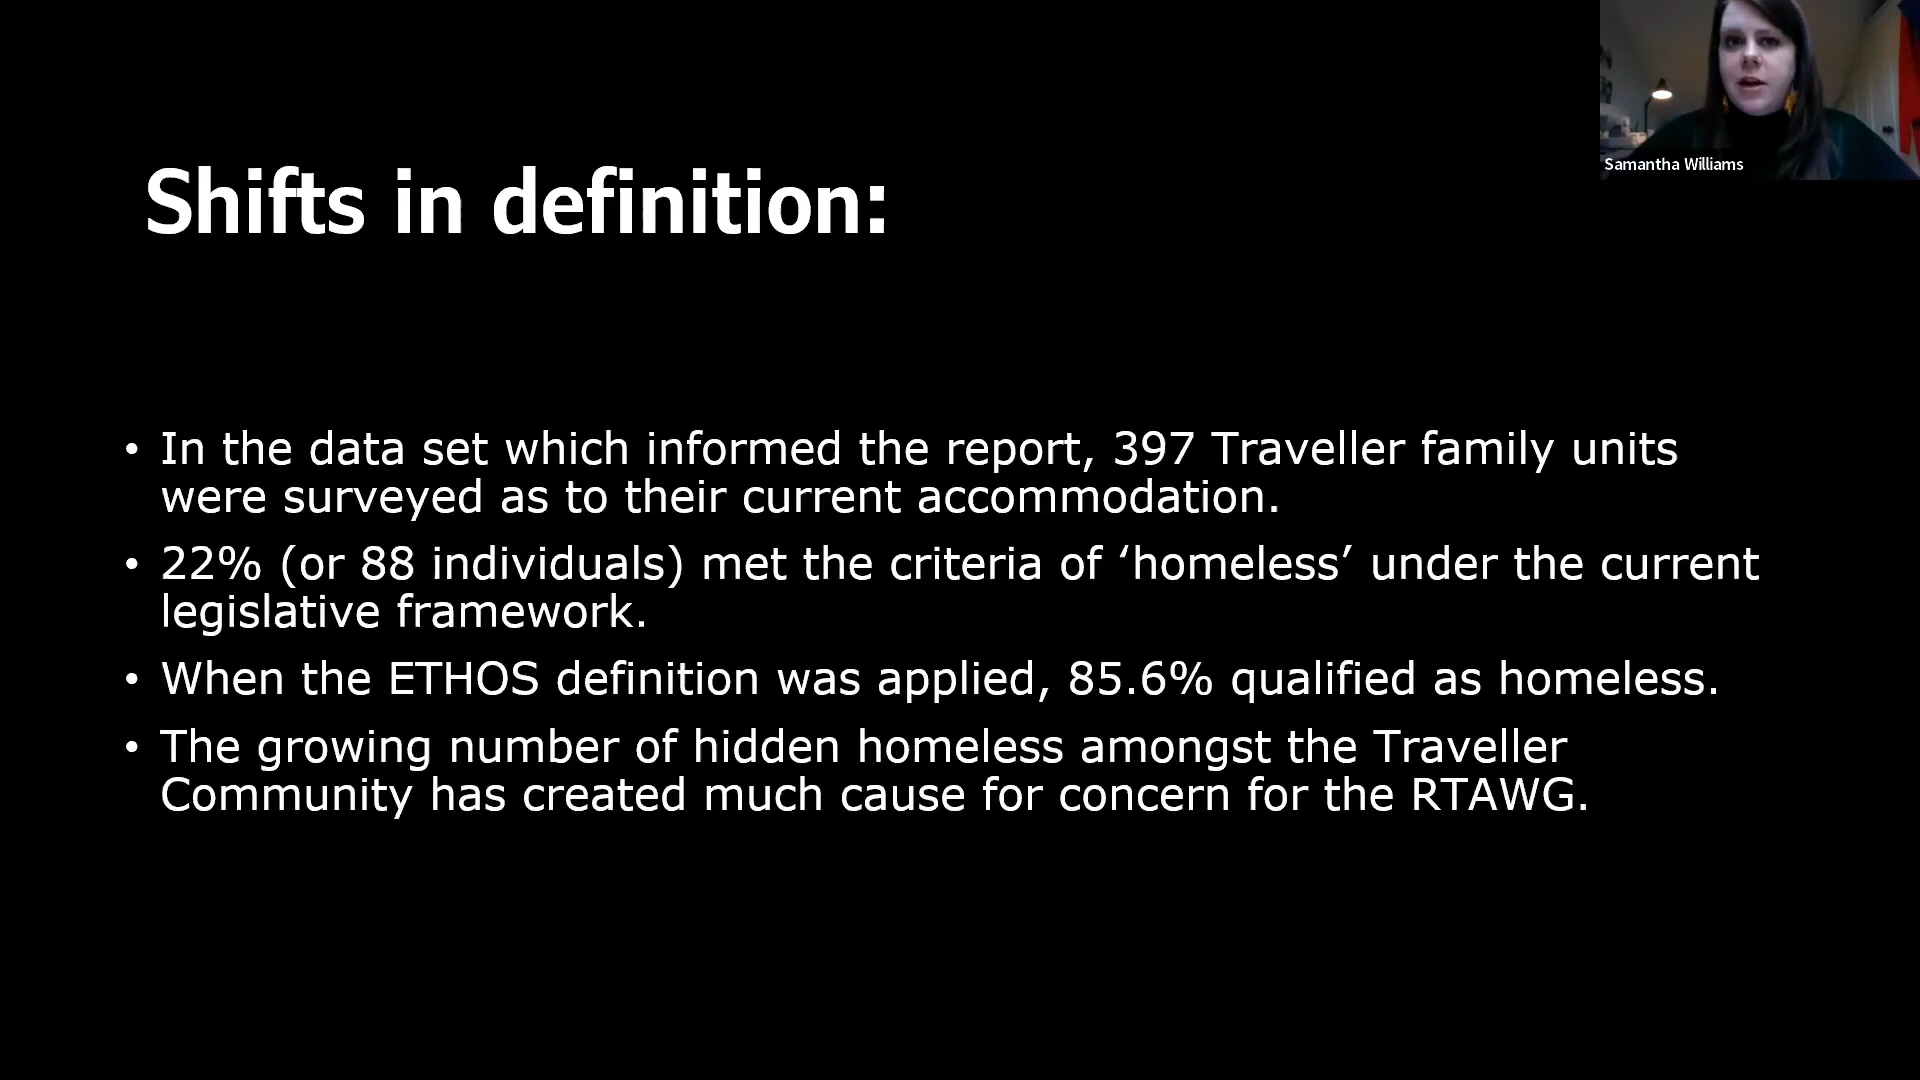 Samantha Williams
Shifts in definition:
• In the data set which informed the report, 397 Traveller family units
were surveyed as to their current accommodation.
• 22% (or 88 individuals) met the criteria of ‘homeless’ under the current
legislative framework.
• When the ETHOS definition was applied, 85.6% qualified as homeless.
• The growing number of hidden homeless amongst the Traveller
Community has created much cause for concern for the RTAWG.